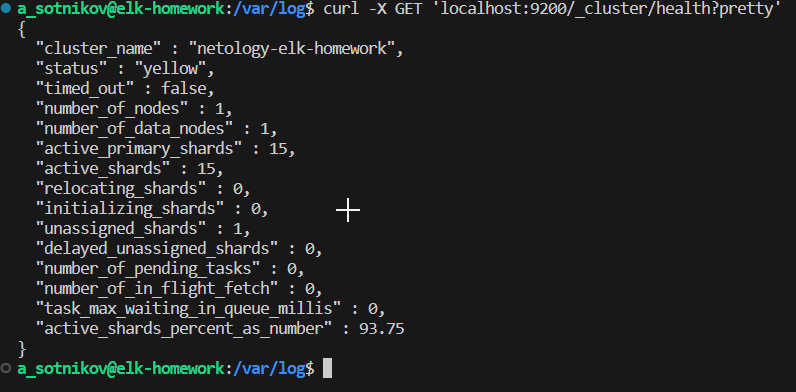 a_sotnikov@elk-homework:/var/log$ curl -X GET 'localhost:9200/_cluster/health?pretty'
{
  "cluster_name" : "netology-elk-homework",
  "status" : "yellow",
  "timed_out" : false,
  "number_of_nodes" : 1,
  "number_of_data_nodes" : 1,
  "active_primary_shards" : 15,
  "active_shards" : 15,
  "relocating_shards" : 0,
  "initializing_shards" : 0,
  "unassigned_shards" : 1,
  "delayed_unassigned_shards" : 0,
  "number_of_pending_tasks" : 0,
  "number_of_in_flight_fetch" : 0,
  "task_max_waiting_in_queue_millis" : 0,
  "active_shards_percent_as_number" : 93.75
}
a_sotnikov@elk-homework:/var/log$